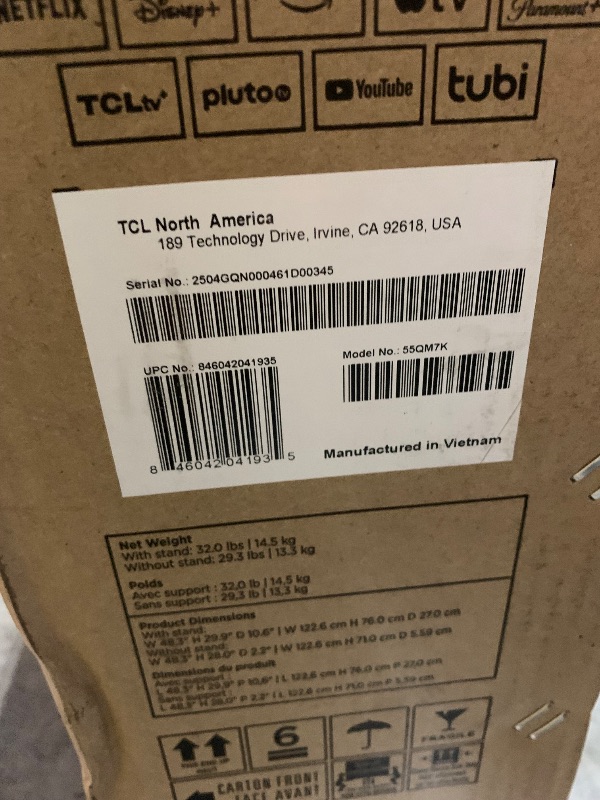 NETFLIX Disney+ tv Paramount+
TCLtv+ pluto tv YouTube tubi
TCL North America
189 Technology Drive, Irvine, CA 92618, USA
Serial No.: 2504GQN000461D00345
UPC No.: 846042041935
Model No.: 55QM7K
8 46042 04193 5
Manufactured in Vietnam
Net Weight
With stand: 32.0 lbs | 14.5 kg
Without stand: 29.3 lbs | 13.3 kg
Poids
Avec support : 32,0 lb | 14,5 kg
Sans support : 29,3 lb | 13,3 kg
Product Dimensions
With stand:
W 48.3" H 29.9" D 10.6" | W 122.6 cm H 76.0 cm D 27.0 cm
Without stand:
W 48.3" H 28.0" D 2.2" | W 122.6 cm H 71.0 cm D 5.59 cm
Dimensions du produit
Avec support :
L 48,3" H 29,9" P 10,6" | L 122,6 cm H 76,0 cm P 27,0 cm
Sans support :
L 48,3" H 28,0" P 2,2" | L 122,6 cm H 71,0 cm P 5,59 cm
6
FRAGILE
THIS END UP
HAUT
CARTON FRONT
FACE AVANT